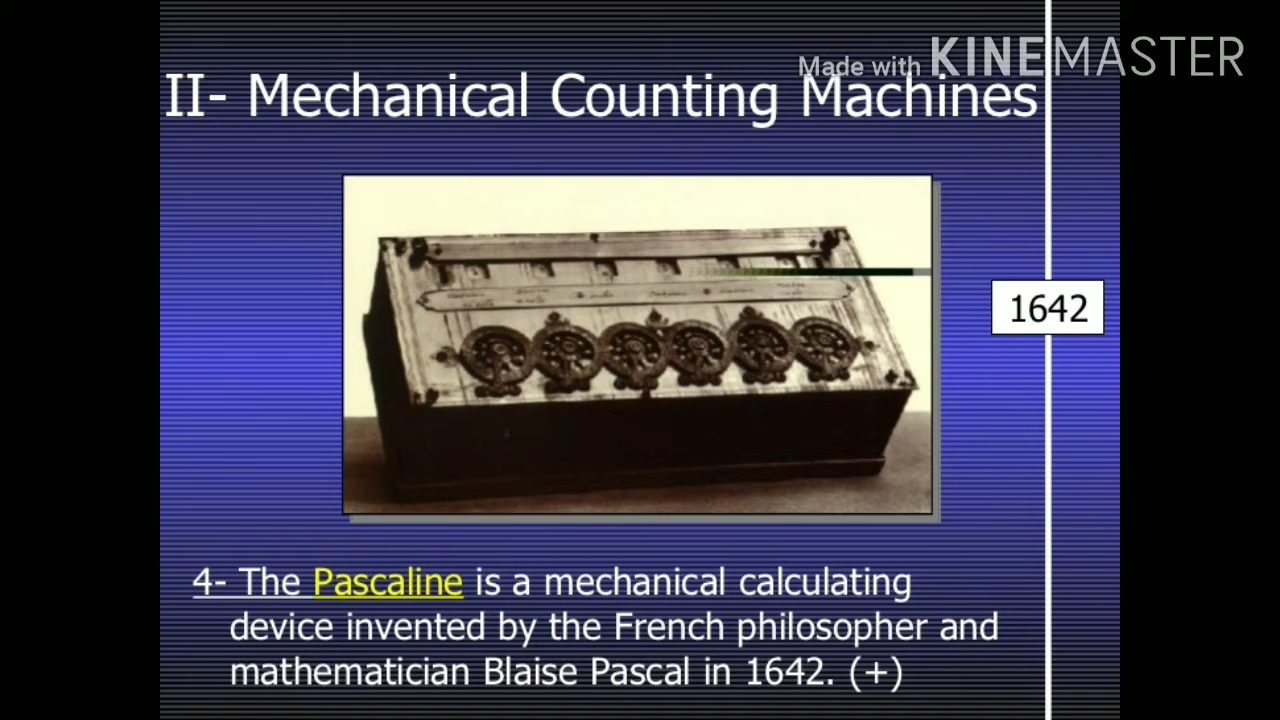 Made with KINEMASTER
II- Mechanical Counting Machines
1642
4- The Pascaline is a mechanical calculating
device invented by the French philosopher and
mathematician Blaise Pascal in 1642. (+)